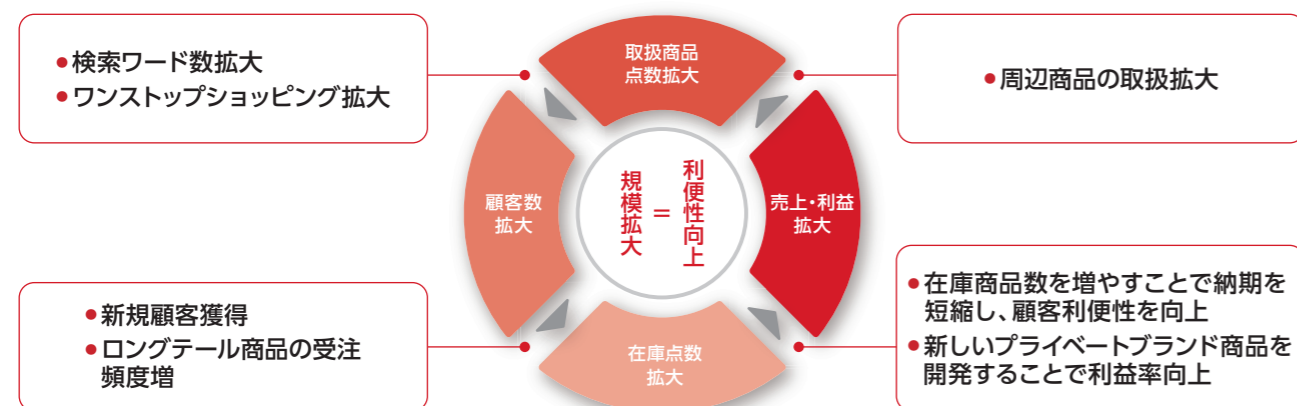 ●検索ワード数拡大
●ワンストップショッピング拡大
取扱商品
点数拡大
●周辺商品の取扱拡大
顧客数
拡大
利便性向上
=
規模拡大
売上・利益
拡大
●新規顧客獲得
●ロングテール商品の受注
頻度増
在庫点数
拡大
●在庫商品数を増やすことで納期を
短縮し、顧客利便性を向上
●新しいプライベートブランド商品を
開発することで利益率向上